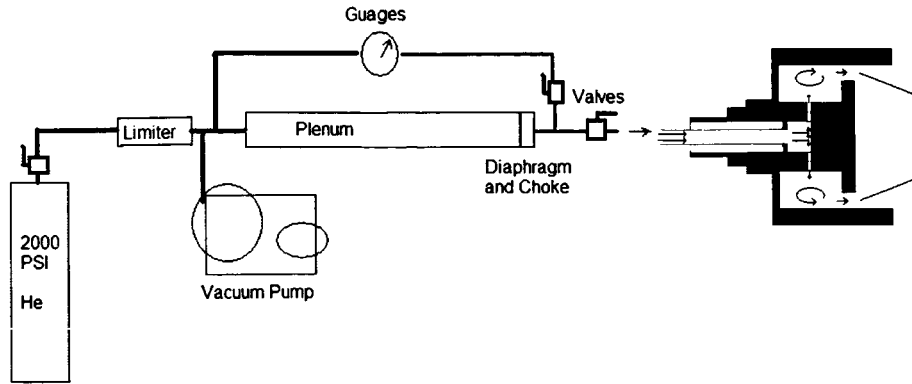 Guages
Valves
Limiter
Plenum
Diaphragm
and Choke
2000
PSI
He
Vacuum Pump